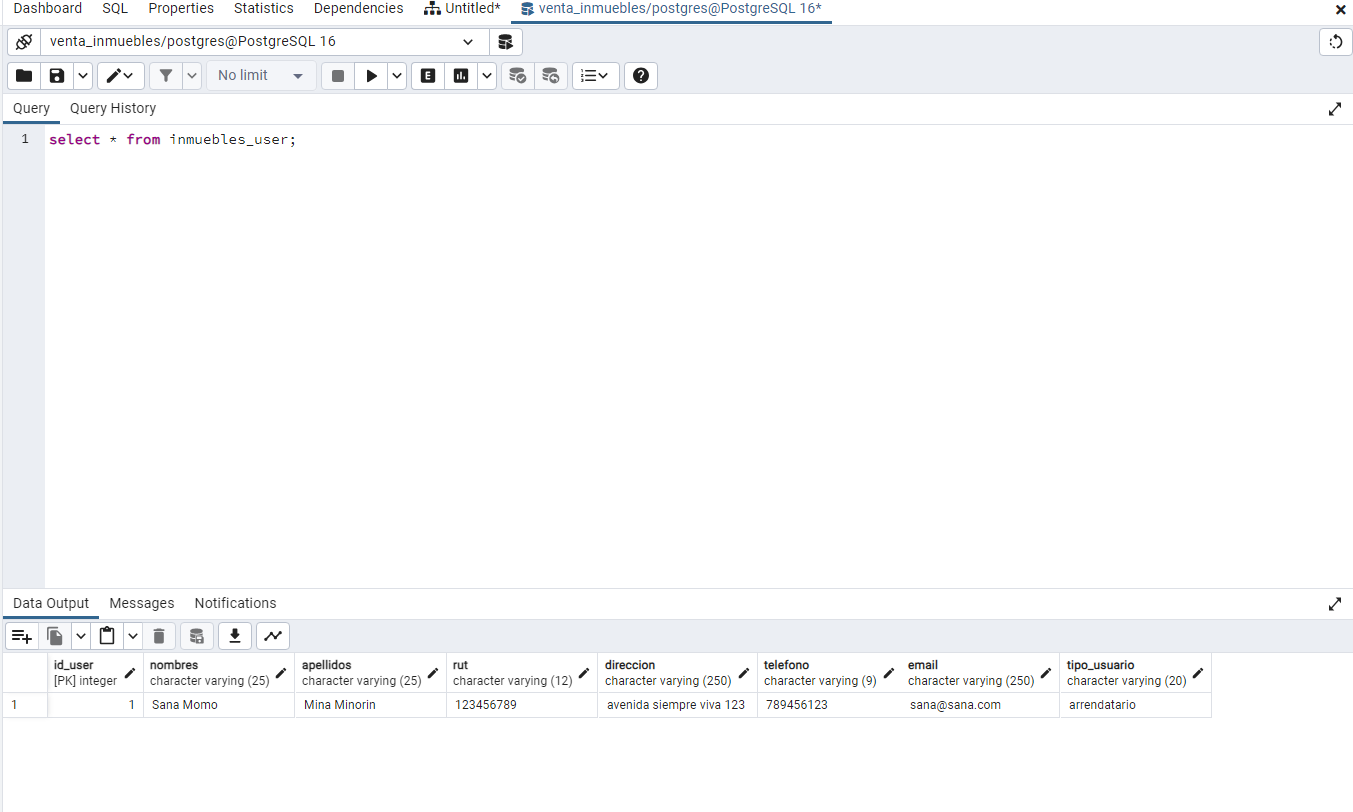 Dashboard SQL Properties Statistics Dependencies Untitled* venta_inmuebles/postgres@PostgreSQL 16*
venta_inmuebles/postgres@PostgreSQL 16
No limit E
Query Query History
1 select * from inmuebles_user;
Data Output Messages Notifications
id_user nombres apellidos rut direccion telefono email tipo_usuario
[PK] integer character varying (25) character varying (25) character varying (12) character varying (250) character varying (9) character varying (250) character varying (20)
1 1 Sana Momo Mina Minorin 123456789 avenida siempre viva 123 789456123 sana@sana.com arrendatario